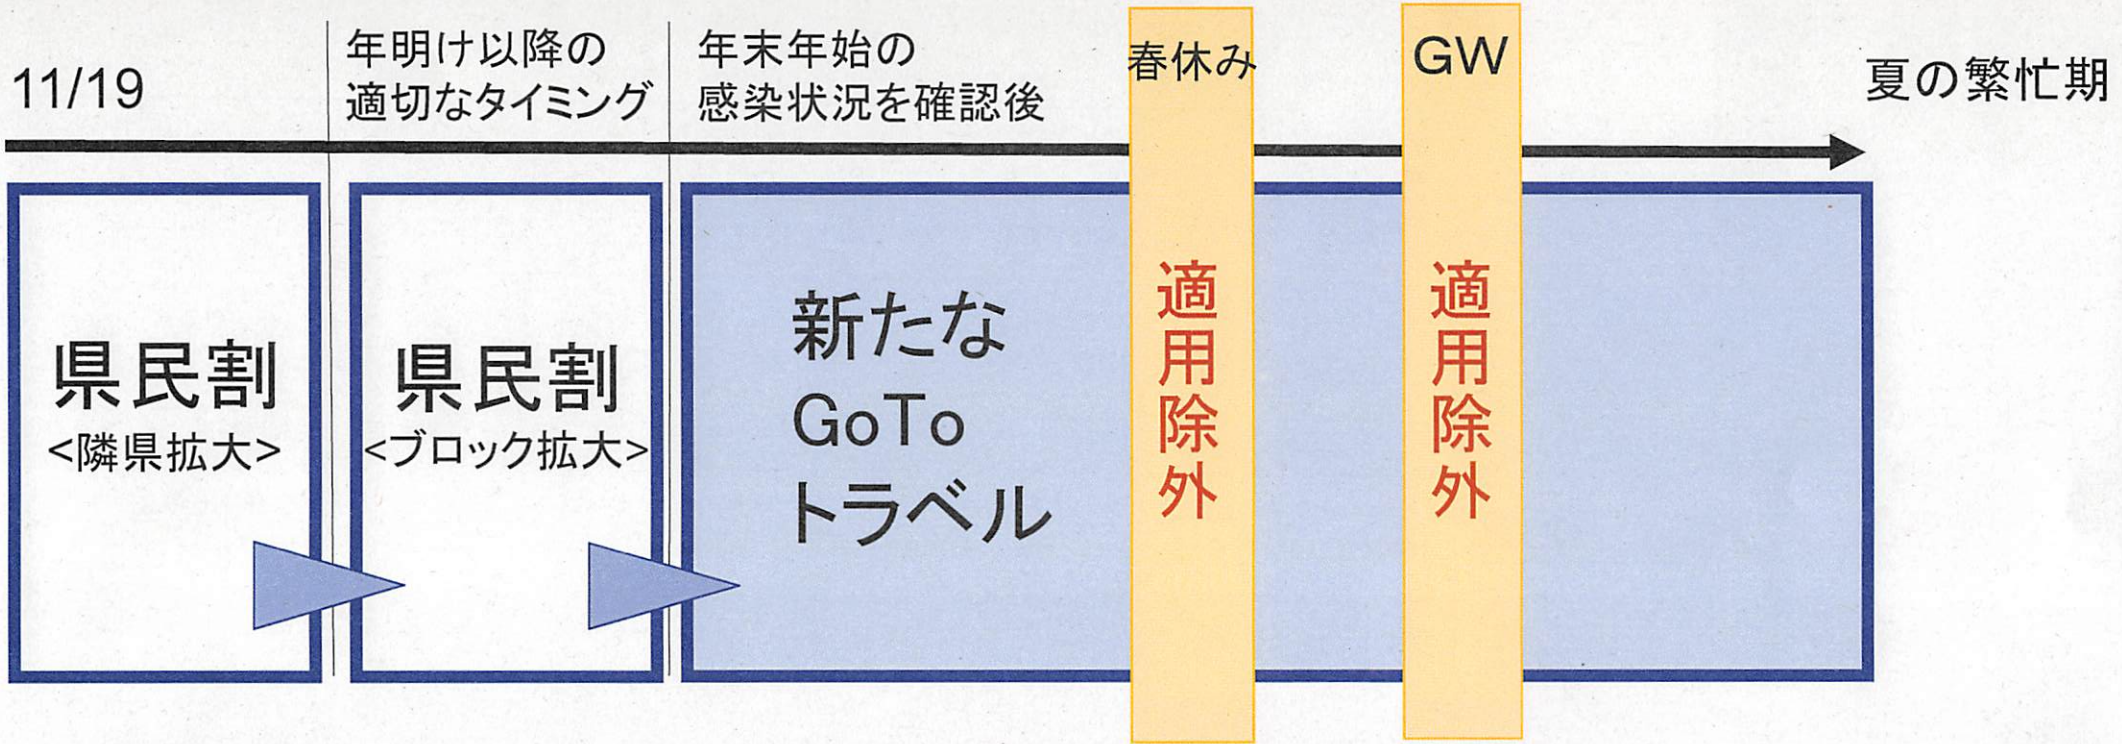 11/19
年明け以降の
適切なタイミング
年末年始の
感染状況を確認後
春休み
GW
夏の繁忙期
県民割
<隣県拡大>
県民割
<ブロック拡大>
新たな
GoTo
トラベル
適用除外
適用除外